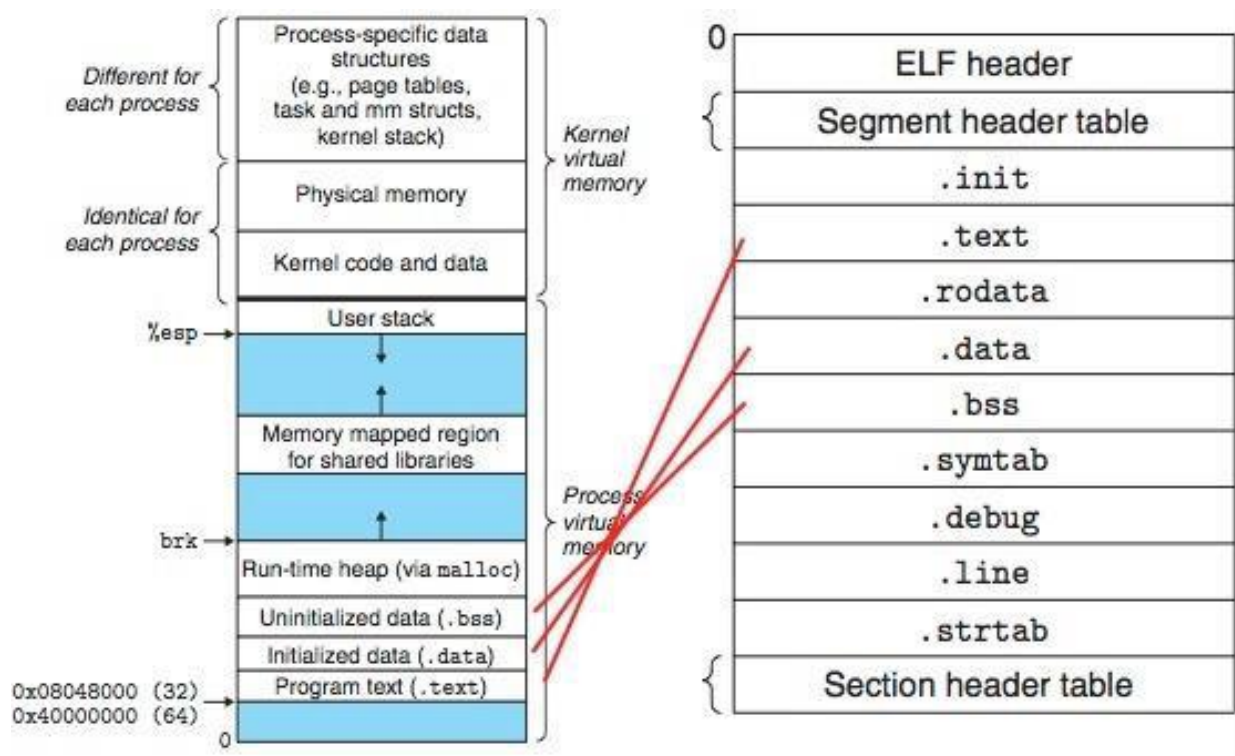 Process-specific data
structures
(e.g., page tables,
task and mm structs,
kernel stack)
Different for
each process
Kernel
virtual
memory
Physical memory
Identical for
each process
Kernel code and data
User stack
%esp
Memory mapped region
for shared libraries
Process
virtual
memory
brk
Run-time heap (via malloc)
Uninitialized data (.bss)
Initialized data (.data)
Program text (.text)
0x08048000 (32)
0x40000000 (64)
0
0
ELF header
Segment header table
.init
.text
.rodata
.data
.bss
.symtab
.debug
.line
.strtab
Section header table